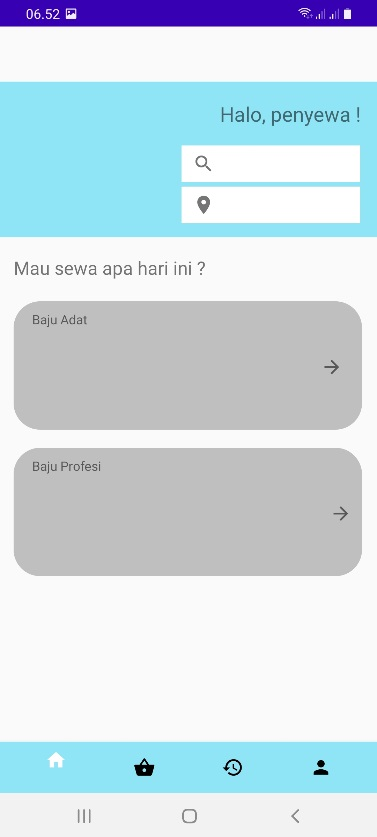 06.52
Halo, penyewa !
Mau sewa apa hari ini ?
Baju Adat
Baju Profesi